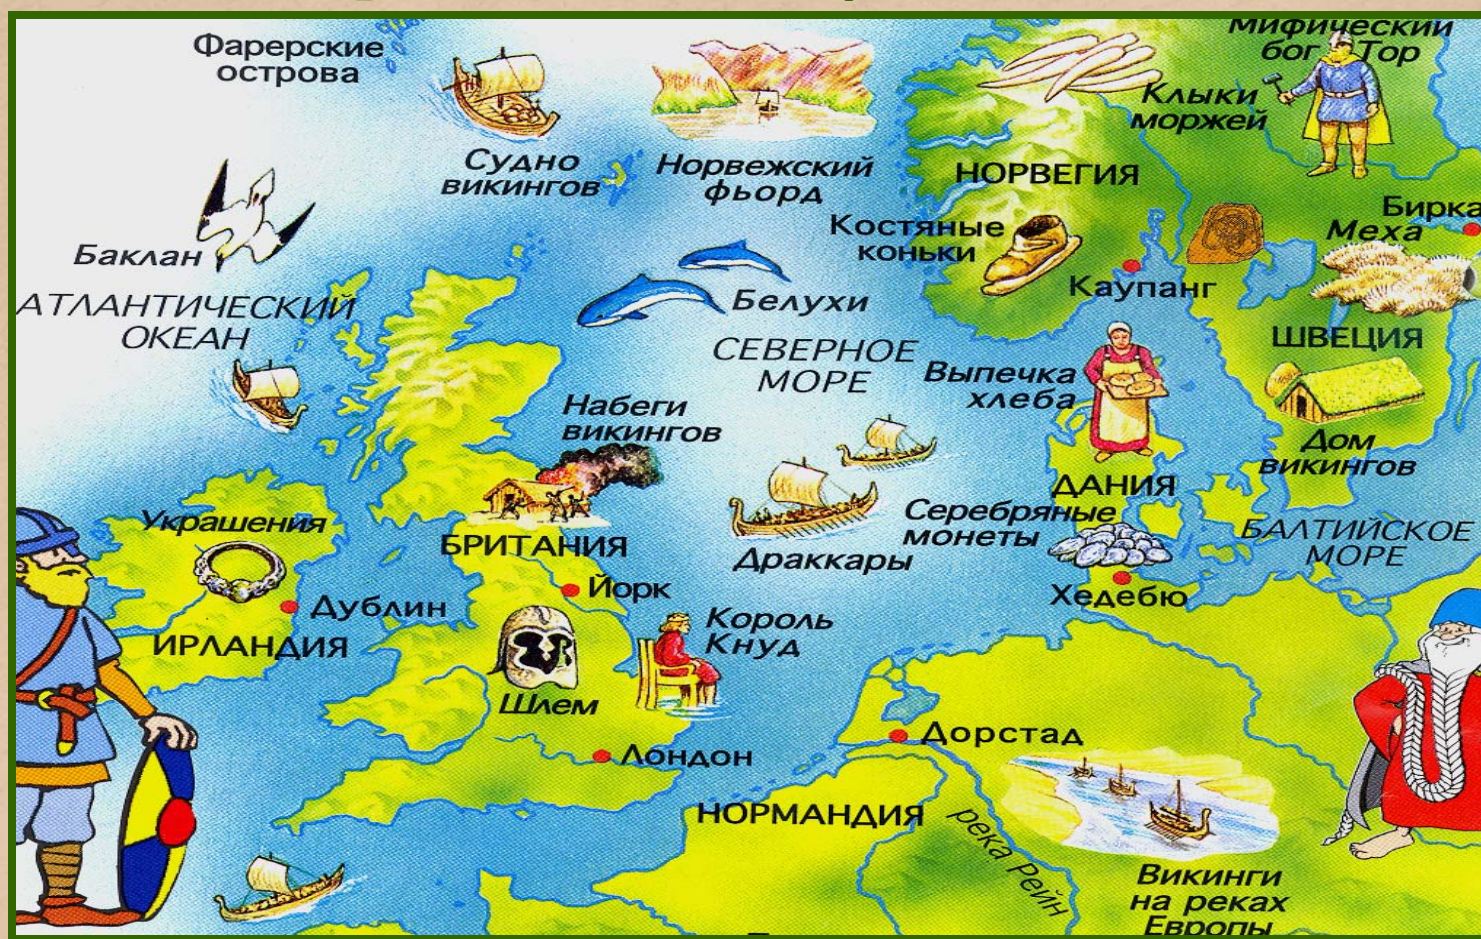 Фарерские
острова
Мифический
бог Тор
Клыки
моржей
Судно
викингов
Норвежский
фьорд
НОРВЕГИЯ
Бирка
Меха
Костяные
коньки
Баклан
Каупанг
Белухи
АТЛАНТИЧЕСКИЙ
ОКЕАН
ШВЕЦИЯ
СЕВЕРНОЕ
МОРЕ
Выпечка
хлеба
Набеги
викингов
Дом
викингов
ДАНИЯ
Серебряные
монеты
Украшения
БАЛТИЙСКОЕ
МОРЕ
БРИТАНИЯ
Драккары
Йорк
Хедебю
Дублин
Король
Кнуд
ИРЛАНДИЯ
Шлем
Дорстад
Лондон
НОРМАНДИЯ
река Рейн
Викинги
на реках
Европы